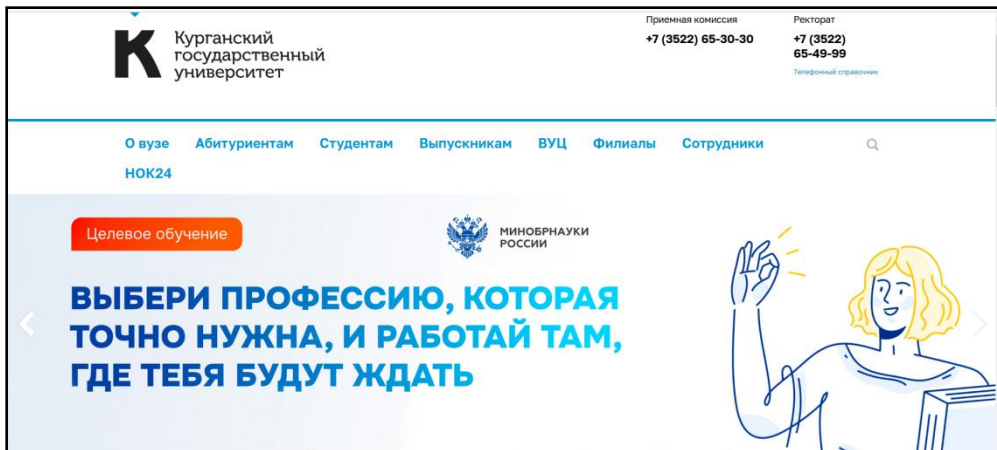 Курганский
государственный
университет
Приемная комиссия
+7 (3522) 65-30-30
Ректорат
+7 (3522)
65-49-99
Телефонный справочник
О вузе Абитуриентам Студентам Выпускникам ВУЦ Филиалы Сотрудники
НОК24
Целевое обучение
МИНОБРНАУКИ
РОССИИ
ВЫБЕРИ ПРОФЕССИЮ, КОТОРАЯ
ТОЧНО НУЖНА, И РАБОТАЙ ТАМ,
ГДЕ ТЕБЯ БУДУТ ЖДАТЬ